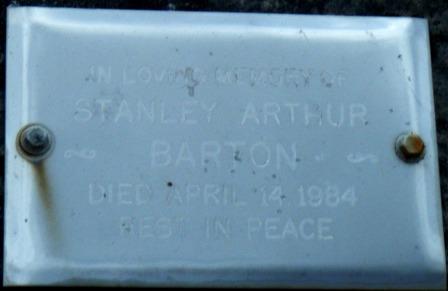 IN LOVING MEMORY OF
STANLEY ARTHUR
BARTON
DIED APRIL 14 1984
REST IN PEACE